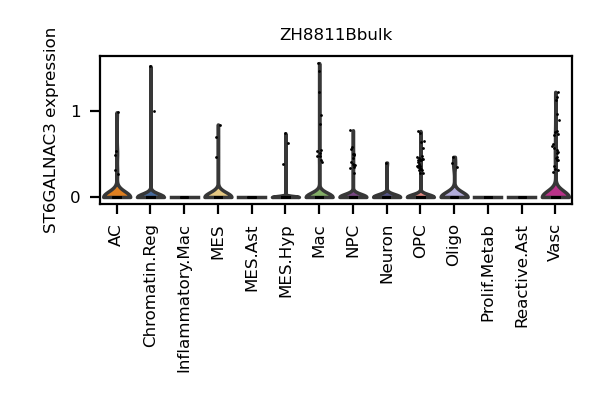 ZH8811Bbulk
ST6GALNAC3 expression
1
0
AC
Chromatin.Reg
Inflammatory.Mac
MES
MES.Ast
MES.Hyp
Mac
NPC
Neuron
OPC
Oligo
Prolif.Metab
Reactive.Ast
Vasc